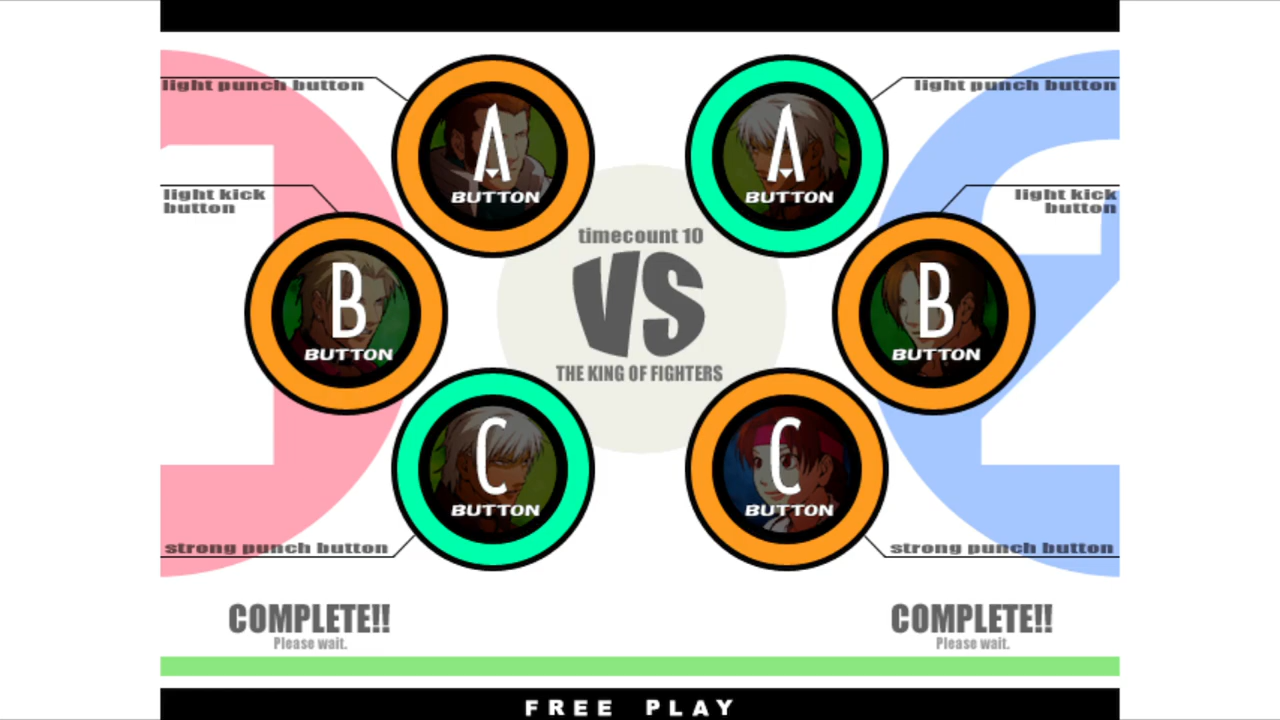 light punch button
A
BUTTON
A
BUTTON
light punch button
light kick
button
B
BUTTON
timecount 10
VS
THE KING OF FIGHTERS
B
BUTTON
light kick
button
1
2
C
BUTTON
C
BUTTON
strong punch button
strong punch button
COMPLETE!!
Please wait.
COMPLETE!!
Please wait.
FREE PLAY